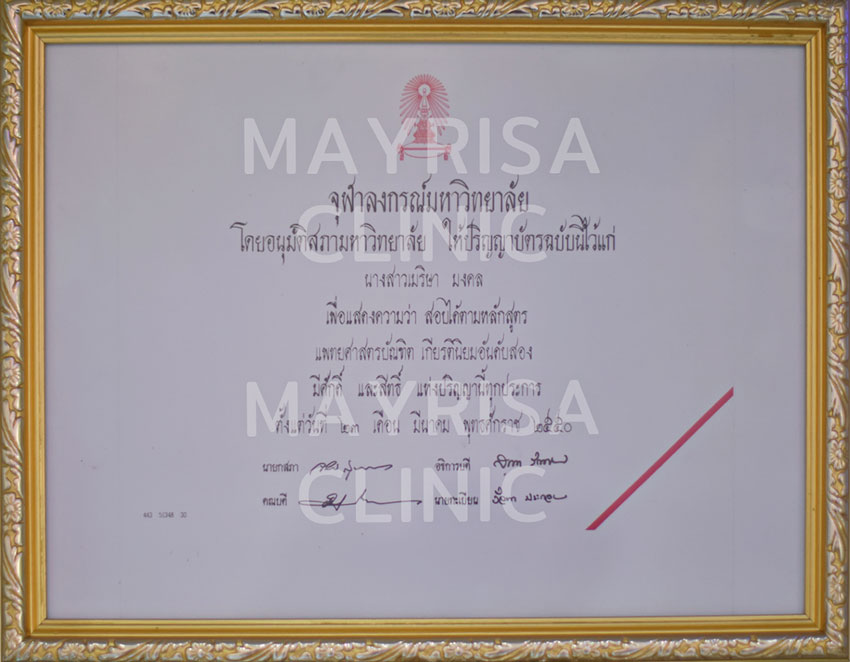 MAYRISA
CLINIC
จุฬาลงกรณ์มหาวิทยาลัย
โดยอนุมัติสภามหาวิทยาลัย ให้ปริญญาบัตรฉบับนี้ไว้แก่
นางสาวเมริษา มงคล
เพื่อแสดงความว่า สอบได้ตามหลักสูตร
แพทยศาสตรบัณฑิต เกียรตินิยมอันดับสอง
มีศักดิ์ และสิทธิ์ แห่งปริญญานี้ทุกประการ
MAYRISA
ตั้งแต่วันที่ ๒๓ เดือน มีนาคม พุทธศักราช ๒๕๕๐
นายกสภา อธิการบดี
CLINIC
คณบดี นายทะเบียน